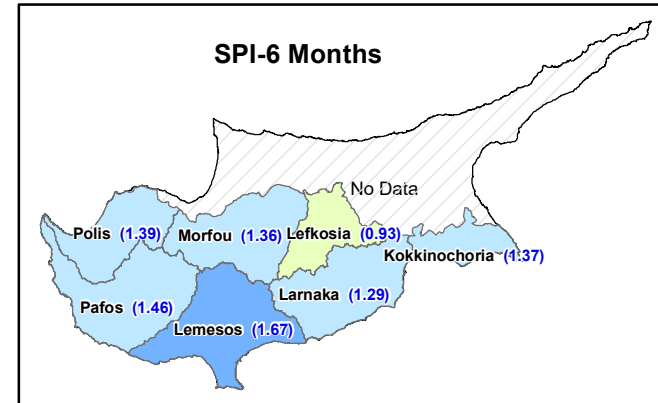 SPI-6 Months
No Data
Polis (1.39)
Morfou (1.36)
Lefkosia (0.93)
Kokkinochoria (1.37)
Pafos (1.46)
Larnaka (1.29)
Lemesos (1.67)